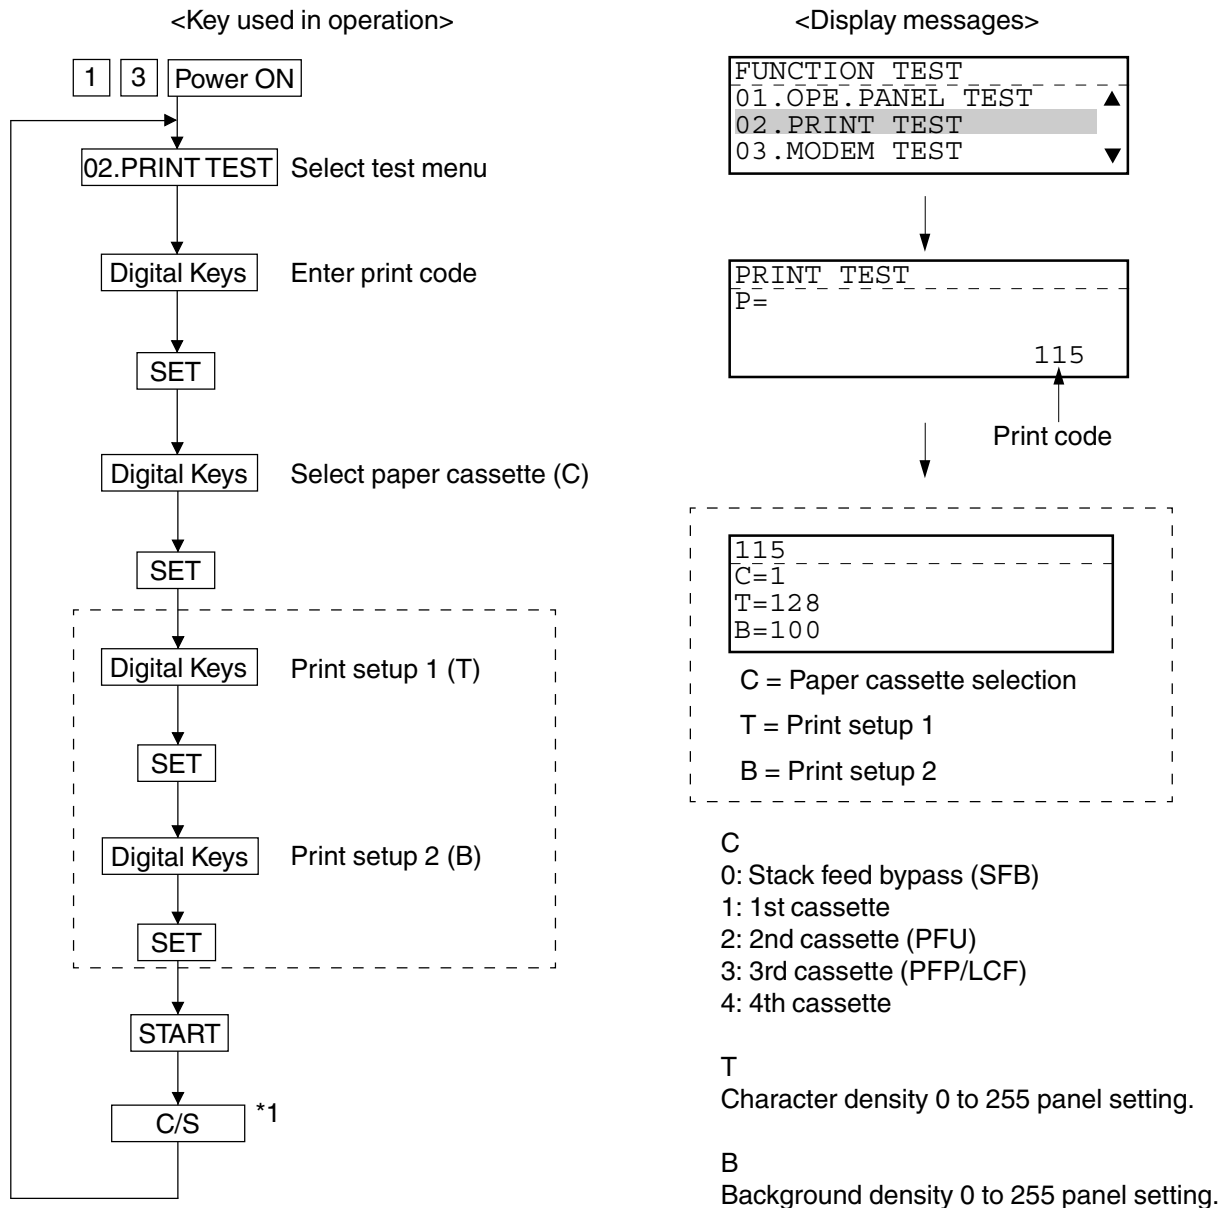 <Key used in operation>
1 3 Power ON
02.PRINT TEST Select test menu
Digital Keys Enter print code
SET
Digital Keys Select paper cassette (C)
SET
Digital Keys Print setup 1 (T)
SET
Digital Keys Print setup 2 (B)
SET
START
C/S *1
<Display messages>
FUNCTION TEST
01.OPE.PANEL TEST ▲
02.PRINT TEST
03.MODEM TEST ▼
PRINT TEST
P=
115
Print code
115
C=1
T=128
B=100
C = Paper cassette selection
T = Print setup 1
B = Print setup 2
C
0: Stack feed bypass (SFB)
1: 1st cassette
2: 2nd cassette (PFU)
3: 3rd cassette (PFP/LCF)
4: 4th cassette
T
Character density 0 to 255 panel setting.
B
Background density 0 to 255 panel setting.